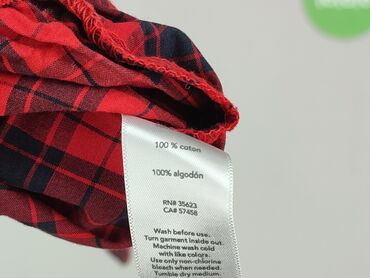 100 % coton
100% algodón
RN# 35623
CA# 57458
Wash before use.
Turn garment inside out.
Machine wash cold
with like colors.
Use only non-chlorine
bleach when needed.
Tumble dry medium.